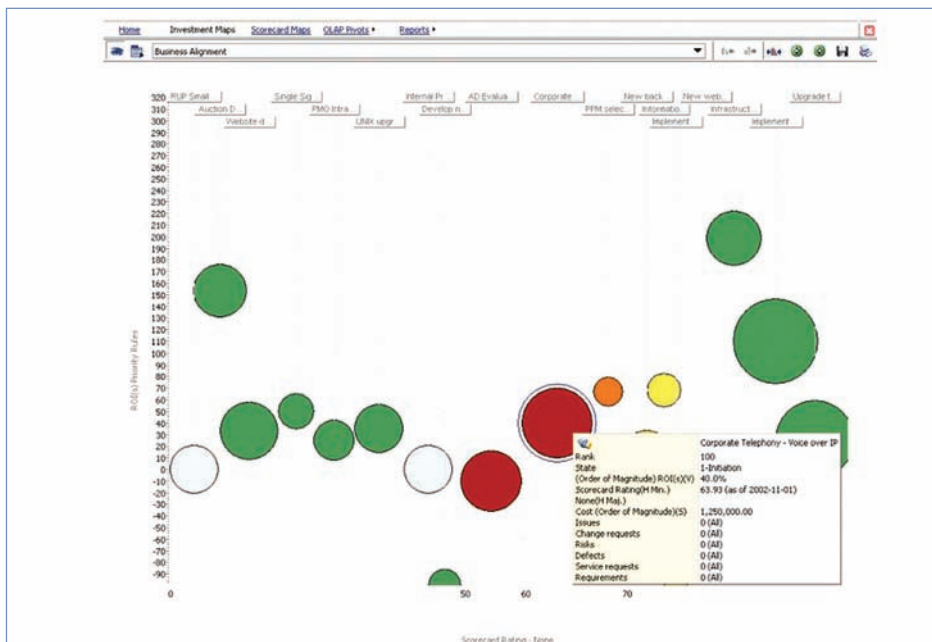 Home Investment Maps Scorecard Maps OLAP Pivots Reports
Business Alignment
RUP Small Single Sig Internal Pr AD Evalua Corporate New back New web... Upgrade t
Auction D Website d PMO Intra UNIX upgr Develop n PPM selec Informatio Implement Infrastruct Implement
320
310
300
290
280
270
260
250
240
230
220
210
200
190
180
170
160
150
140
130
120
110
100
90
80
70
60
50
40
30
20
10
0
-10
-20
-30
-40
-50
-60
-70
-80
-90
ROI(s) Priority Rules
Corporate Telephony - Voice over IP
Rank 100
State 1-Initiation
(Order of Magnitude) ROI(s)(V) 40.0%
Scorecard Rating(H Min.) 63.93 (as of 2002-11-01)
None(H Maj.)
Cost (Order of Magnitude)(S) 1,250,000.00
Issues 0 (All)
Change requests 0 (All)
Risks 0 (All)
Defects 0 (All)
Service requests 0 (All)
Requirements 0 (All)
0 50 60 70
Scorecard Rating - None